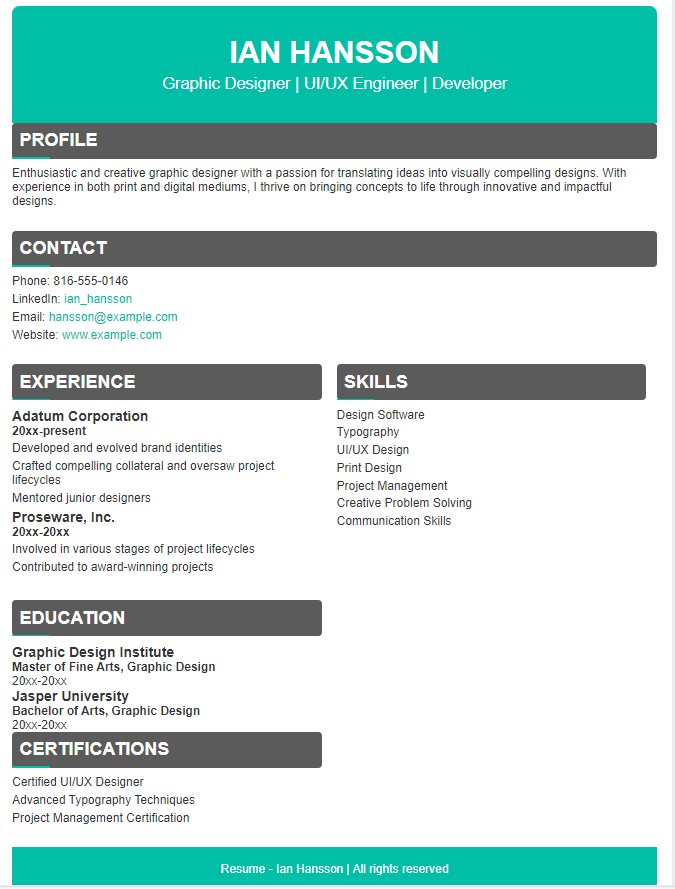 IAN HANSSON
Graphic Designer | UI/UX Engineer | Developer
PROFILE
Enthusiastic and creative graphic designer with a passion for translating ideas into visually compelling designs. With
experience in both print and digital mediums, I thrive on bringing concepts to life through innovative and impactful
designs.
CONTACT
Phone: 816-555-0146
LinkedIn: ian_hansson
Email: hansson@example.com
Website: www.example.com
EXPERIENCE
Adatum Corporation
20xx-present
Developed and evolved brand identities
Crafted compelling collateral and oversaw project
lifecycles
Mentored junior designers
Proseware, Inc.
20xx-20xx
Involved in various stages of project lifecycles
Contributed to award-winning projects
SKILLS
Design Software
Typography
UI/UX Design
Print Design
Project Management
Creative Problem Solving
Communication Skills
EDUCATION
Graphic Design Institute
Master of Fine Arts, Graphic Design
20xx-20xx
Jasper University
Bachelor of Arts, Graphic Design
20xx-20xx
CERTIFICATIONS
Certified UI/UX Designer
Advanced Typography Techniques
Project Management Certification
Resume - Ian Hansson | All rights reserved